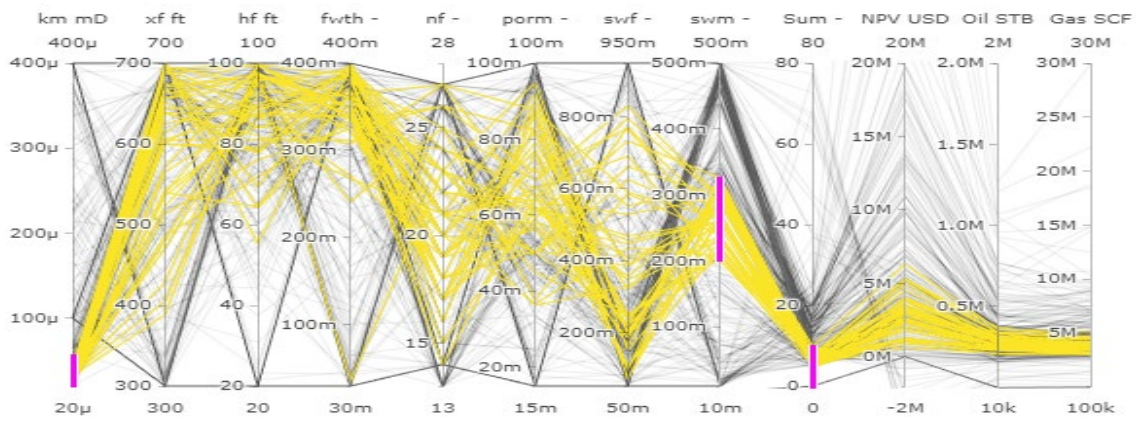 km mD xf ft hf ft fwth - nf - porm - swf - swm - Sum - NPV USD Oil STB Gas SCF
400μ 700 100 400m 28 100m 950m 500m 80 20M 2M 30M
400μ 700 100 400m 100m 500m 80 20M 2.0M 30M
25M
800m
25 80m 400m
300μ 600 80 300m 60 15M 1.5M 20M
600m 300m
60m
200μ 500 60 200m 20 40 10M 1.0M 15M
400m 200m
40m 10M
100μ 400 40 100m 200m 100m 20 5M 0.5M
15 5M
20m 0M
300 20 -0
20μ 300 20 30m 13 15m 50m 10m 0 -2M 10k 100k